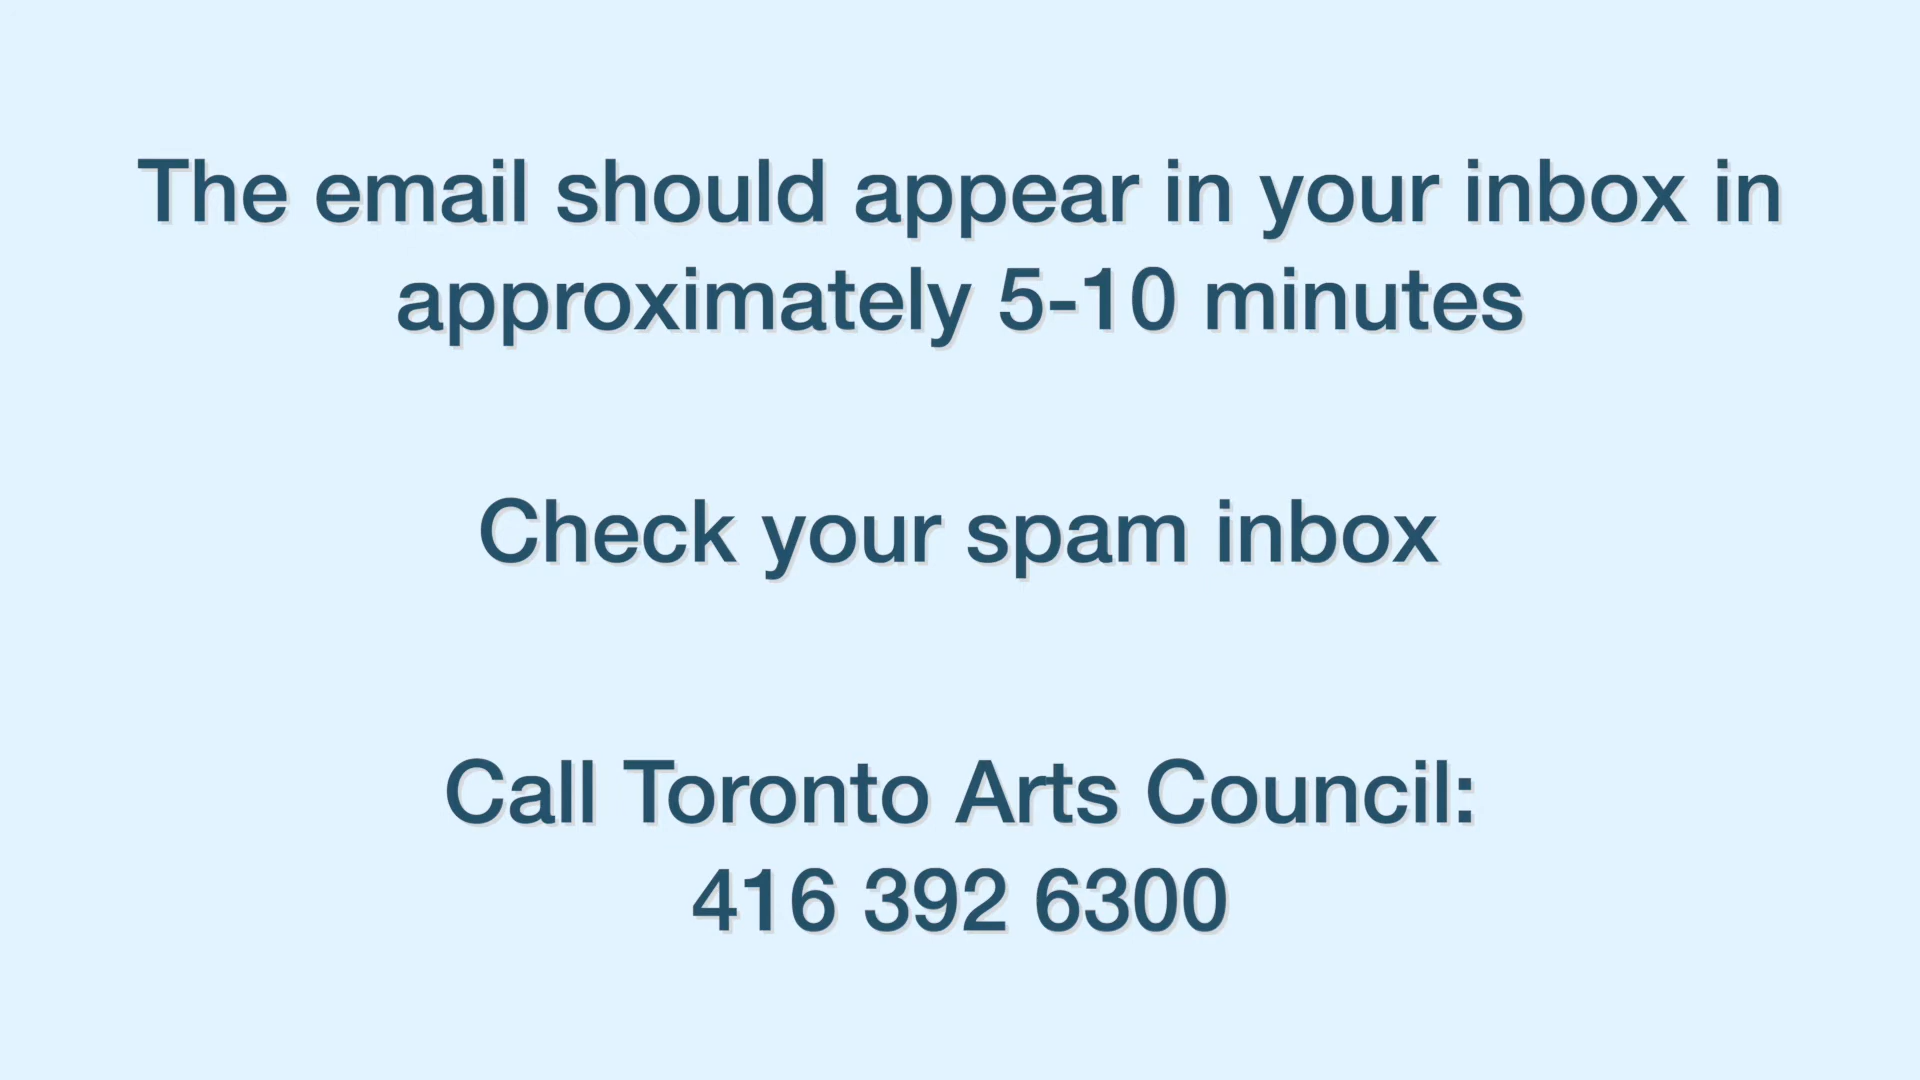 The email should appear in your inbox in
approximately 5-10 minutes
Check your spam inbox
Call Toronto Arts Council:
416 392 6300